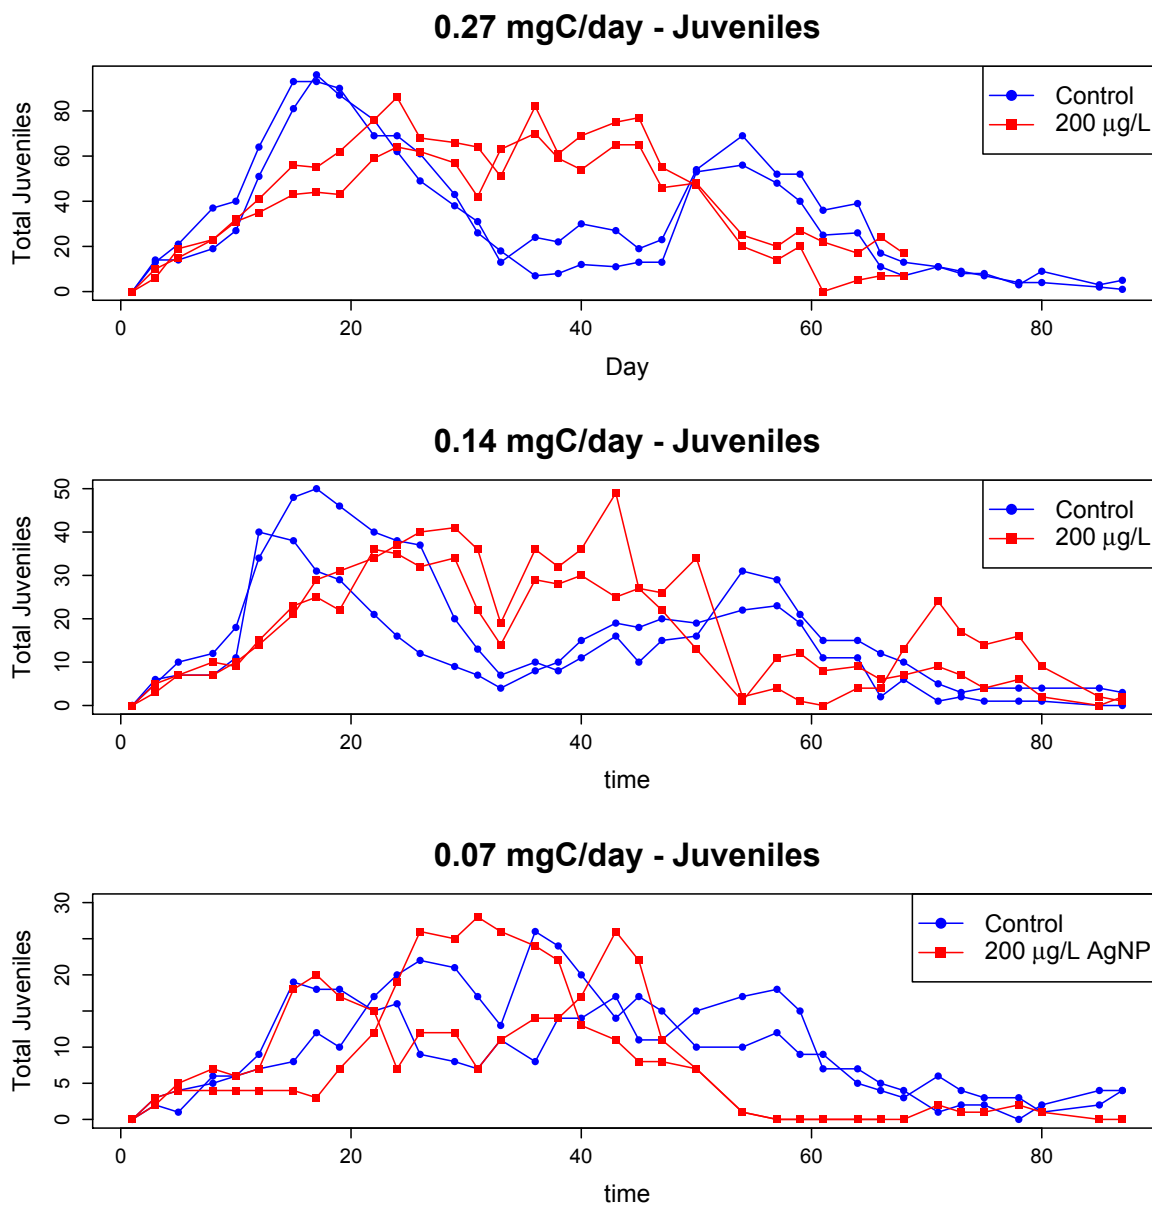 0.27 mgC/day - Juveniles
Total Juveniles
0 20 40 60 80
Control
200 μg/L
0 20 40 60 80
Day
0.14 mgC/day - Juveniles
Total Juveniles
0 10 20 30 40 50
Control
200 μg/L
0 20 40 60 80
time
0.07 mgC/day - Juveniles
Total Juveniles
0 5 10 20 30
Control
200 μg/L AgNP
0 20 40 60 80
time